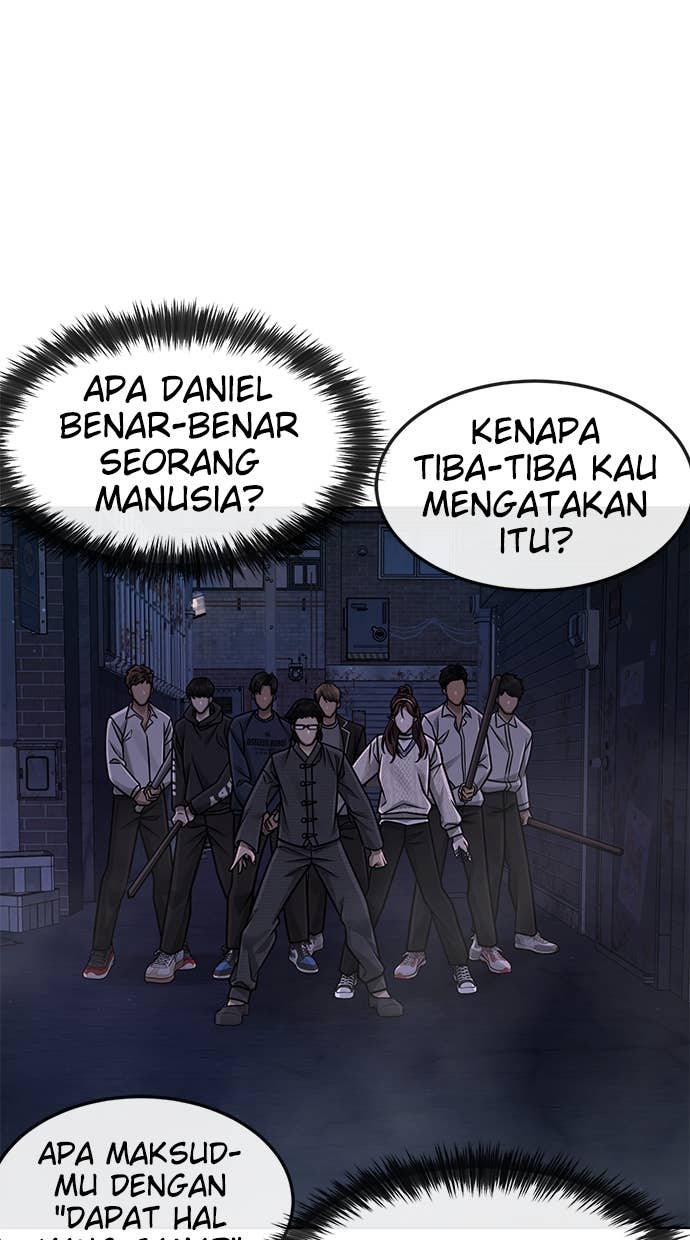 APA DANIEL
BENAR-BENAR
SEORANG
MANUSIA?
KENAPA
TIBA-TIBA KAU
MENGATAKAN
ITU?
APA MAKSUD-
MU DENGAN
"DAPAT HAL